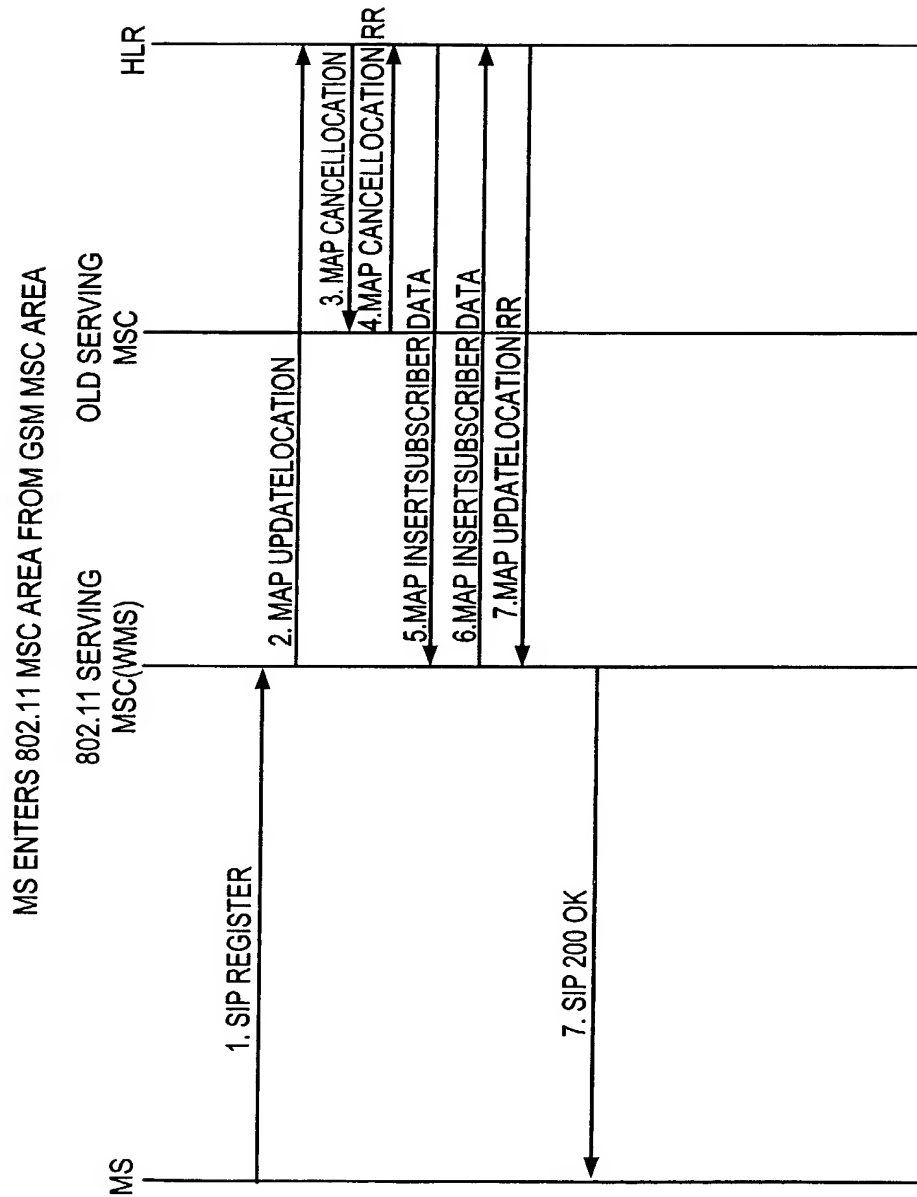 MS ENTERS 802.11 MSC AREA FROM GSM MSC AREA
MS
802.11 SERVING
MSC(WMS)
OLD SERVING
MSC
HLR
1. SIP REGISTER
2. MAP UPDATELOCATION
3. MAP CANCELLOCATION
4.MAP CANCELLOCATION RR
5.MAP INSERTSUBSCRIBER DATA
6.MAP INSERTSUBSCRIBER DATA
7.MAP UPDATELOCATION RR
7. SIP 200 OK